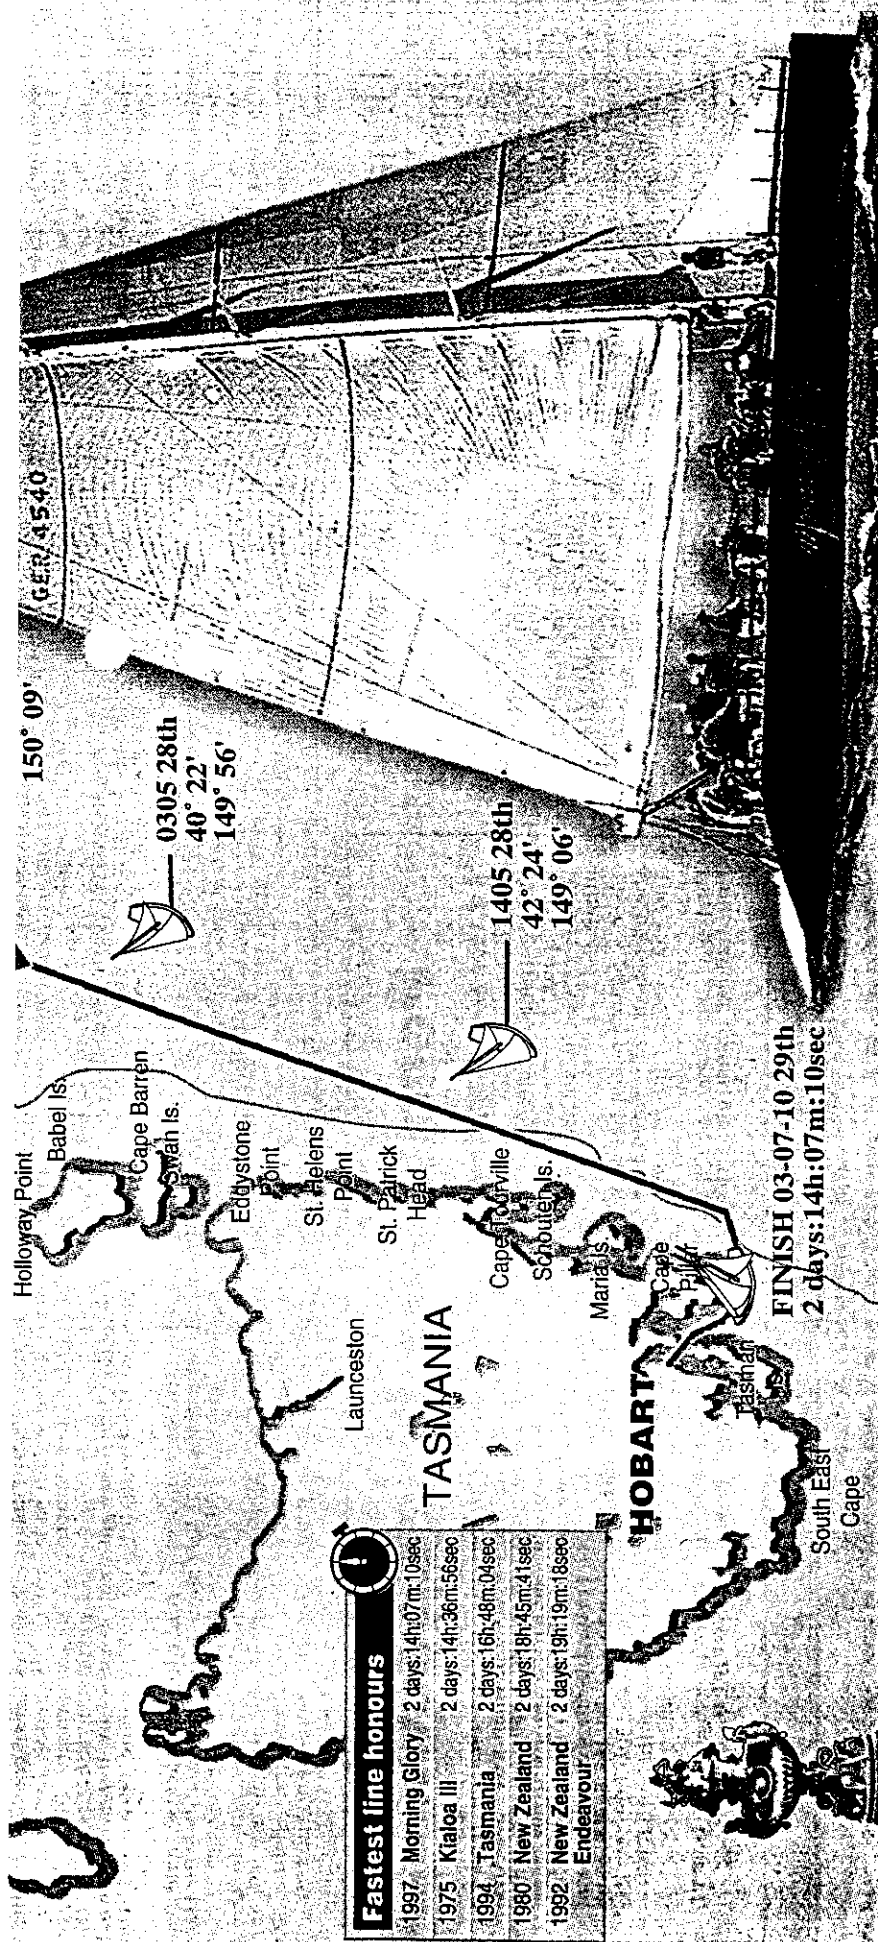 GER 4540
150° 09'
0305 28th
40° 22'
149° 56'
1405 28th
42° 24'
149° 06'
FINISH 03-07-10 29th
2 days:14h:07m:10sec
Holloway Point
Babel Is.
Cape Barren
Swan Is.
Eddystone
Point
St. Helens
Point
St. Patrick
Head
Cape Tourville
Schouten Is.
Maria Is.
Cape
Pillar
Launceston
TASMANIA
HOBART
Tasman
Is.
South East
Cape
Fastest line honours
1997 Morning Glory 2 days:14h:07m:10sec
1975 Kialoa III 2 days:14h:36m:56sec
1994 Tasmania 2 days:16h:48m:04sec
1980 New Zealand 2 days:18h:45m:41sec
1992 New Zealand 2 days:19h:19m:18sec
Endeavour